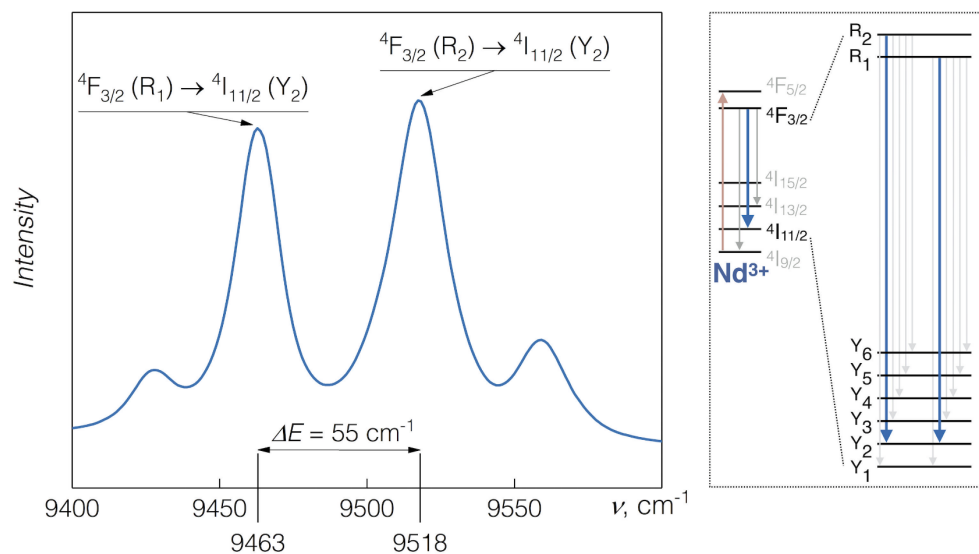 ⁴F₃/₂ (R₂) → ⁴I₁₁/₂ (Y₂)
⁴F₃/₂ (R₁) → ⁴I₁₁/₂ (Y₂)
Intensity
ΔE = 55 cm⁻¹
9400
9450
9500
9550
ν, cm⁻¹
9463
9518
R₂
R₁
⁴F₅/₂
⁴F₃/₂
⁴I₁₅/₂
⁴I₁₃/₂
⁴I₁₁/₂
⁴I₉/₂
Nd³⁺
Y₆
Y₅
Y₄
Y₃
Y₂
Y₁